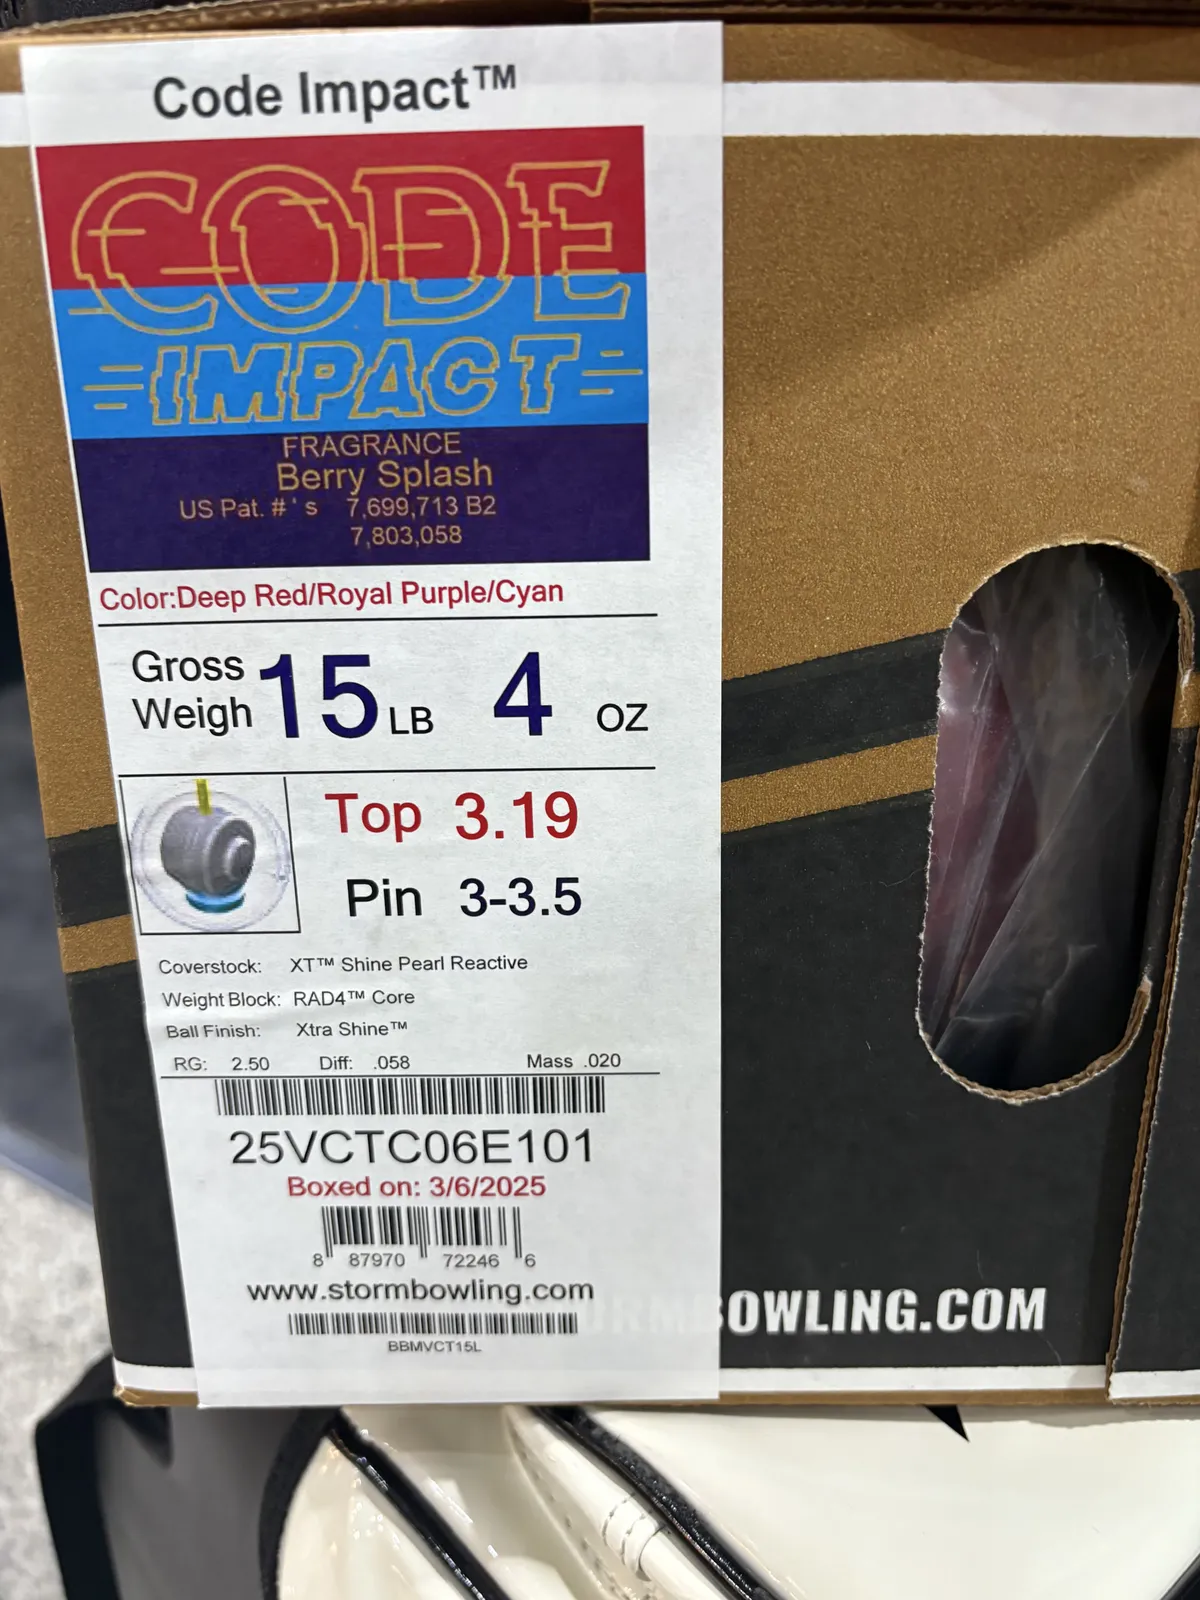 Code Impact™
CODE
IMPACT
FRAGRANCE
Berry Splash
US Pat. # ' s 7,699,713 B2
7,803,058
Color:Deep Red/Royal Purple/Cyan
Gross
Weigh 15 LB 4 OZ
Top 3.19
Pin 3-3.5
Coverstock: XT™ Shine Pearl Reactive
Weight Block: RAD4™ Core
Ball Finish: Xtra Shine™
RG: 2.50 Diff: .058 Mass .020
25VCTC06E101
Boxed on: 3/6/2025
8 87970 72246 6
www.stormbowling.com
BBMVCT15L
RMBOWLING.COM